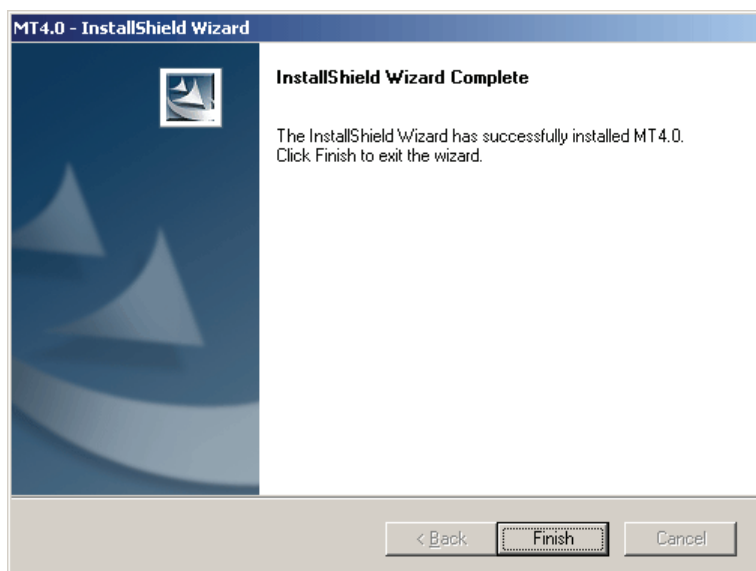 MT4.0 - InstallShield Wizard
InstallShield Wizard Complete
The InstallShield Wizard has successfully installed MT4.0.
Click Finish to exit the wizard.
< Back
Finish
Cancel